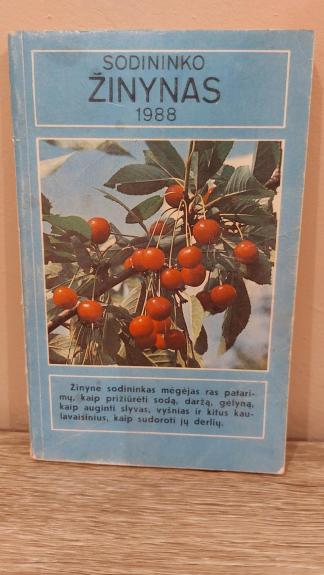 SODININKO
ŽINYNAS
1988
Žinyne sodininkas mėgėjas ras patari-
mų, kaip prižiūrėti sodą, daržą, gėlyną,
kaip auginti slyvas, vyšnias ir kitus kau-
lavaisinius, kaip sudoroti jų derlių.